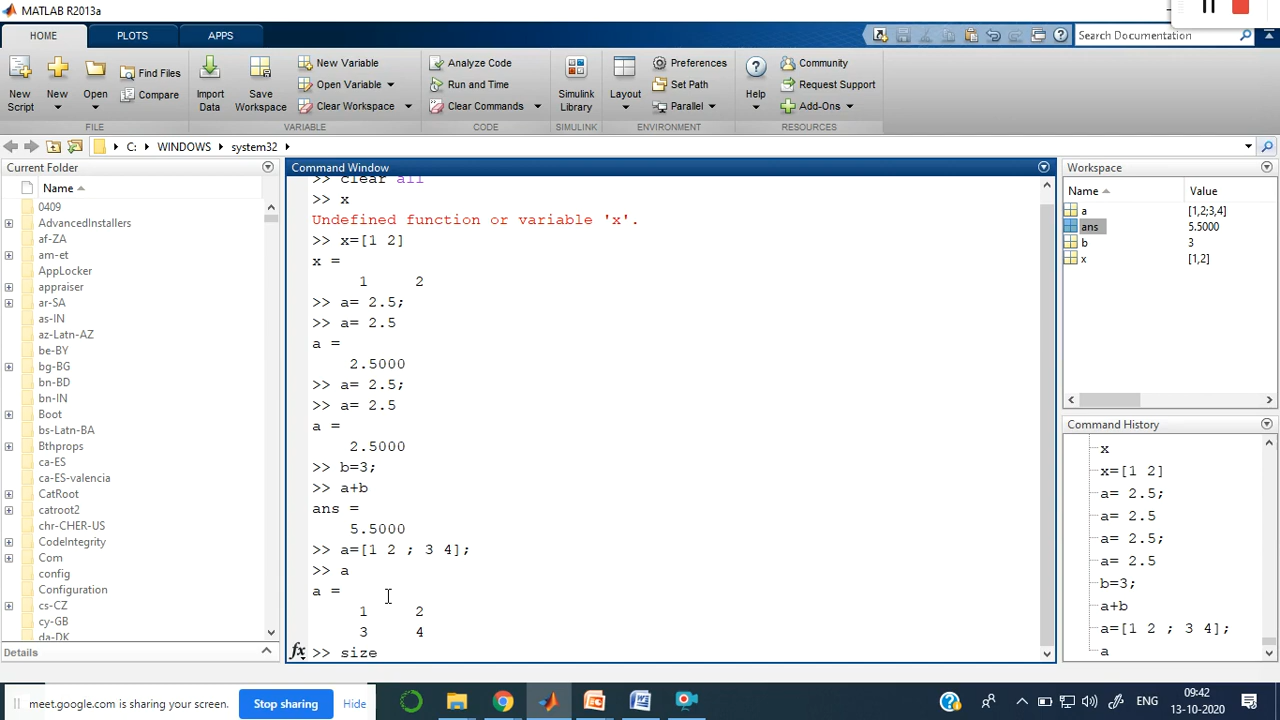 MATLAB R2013a
HOME PLOTS APPS
Search Documentation
New Script
New
Open
Find Files
Compare
Import Data
Save Workspace
New Variable
Open Variable
Clear Workspace
Analyze Code
Run and Time
Clear Commands
Simulink Library
Layout
Preferences
Set Path
Parallel
Help
Community
Request Support
Add-Ons
FILE VARIABLE CODE SIMULINK ENVIRONMENT RESOURCES
C: WINDOWS system32
Current Folder
Name
0409
AdvancedInstallers
af-ZA
am-et
AppLocker
appraiser
ar-SA
as-IN
az-Latn-AZ
be-BY
bg-BG
bn-BD
bn-IN
Boot
bs-Latn-BA
Bthprops
ca-ES
ca-ES-valencia
CatRoot
catroot2
chr-CHER-US
CodeIntegrity
Com
config
Configuration
cs-CZ
cy-GB
da-DK
Details
Command Window
>> clear all
>> x
Undefined function or variable 'x'.
>> x=[1 2]
x =
1 2
>> a= 2.5;
>> a= 2.5
a =
2.5000
>> a= 2.5;
>> a= 2.5
a =
2.5000
>> b=3;
>> a+b
ans =
5.5000
>> a=[1 2 ; 3 4];
>> a
a =
1 2
3 4
fx >> size
Workspace
Name Value
a [1,2;3,4]
ans 5.5000
b 3
x [1,2]
Command History
x
x=[1 2]
a= 2.5;
a= 2.5
a= 2.5;
a= 2.5
b=3;
a+b
a=[1 2 ; 3 4];
a
meet.google.com is sharing your screen.
Stop sharing
Hide
ENG
09:42
13-10-2020